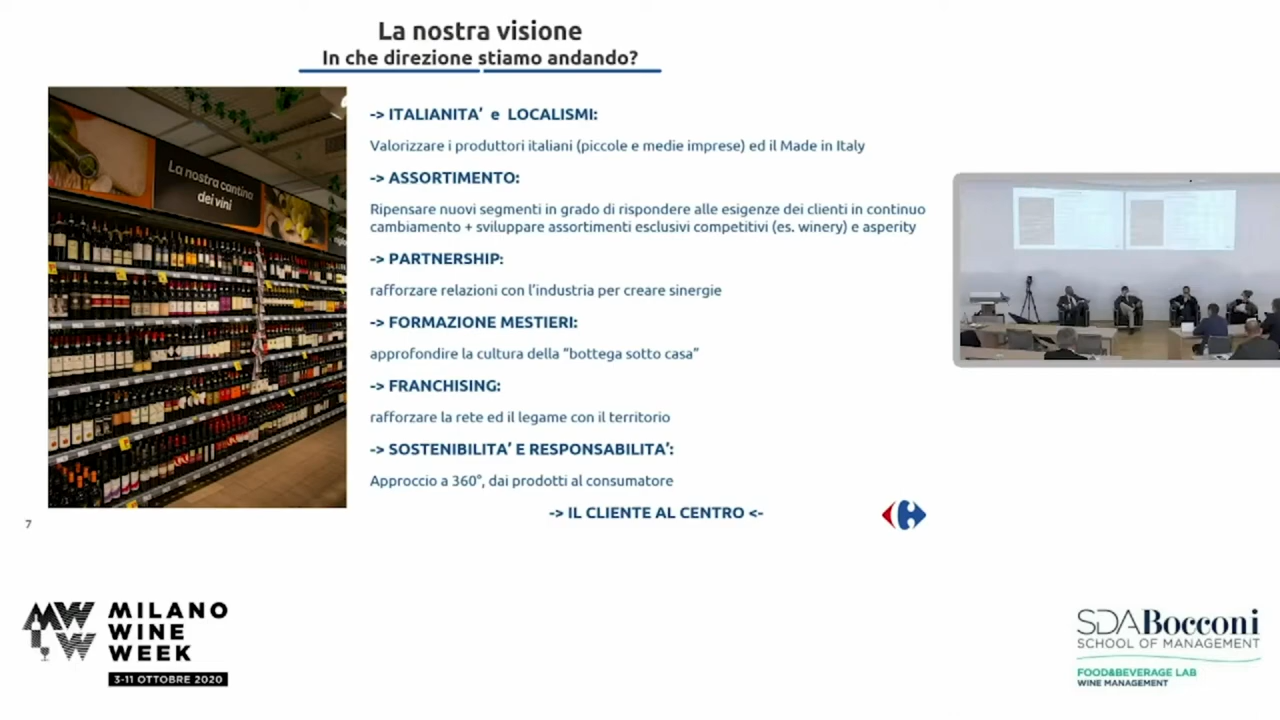 La nostra visione
In che direzione stiamo andando?
-> ITALIANITA’ e LOCALISMI:
Valorizzare i produttori italiani (piccole e medie imprese) ed il Made in Italy
-> ASSORTIMENTO:
Ripensare nuovi segmenti in grado di rispondere alle esigenze dei clienti in continuo
cambiamento + sviluppare assortimenti esclusivi competitivi (es. winery) e asperity
-> PARTNERSHIP:
rafforzare relazioni con l’industria per creare sinergie
-> FORMAZIONE MESTIERI:
approfondire la cultura della “bottega sotto casa”
-> FRANCHISING:
rafforzare la rete ed il legame con il territorio
-> SOSTENIBILITA’ E RESPONSABILITA’:
Approccio a 360°, dai prodotti al consumatore
-> IL CLIENTE AL CENTRO <-
La nostra cantina
dei vini
7
MWW
MILANO
WINE
WEEK
3-11 OTTOBRE 2020
SDA Bocconi
SCHOOL OF MANAGEMENT
FOOD&BEVERAGE LAB
WINE MANAGEMENT